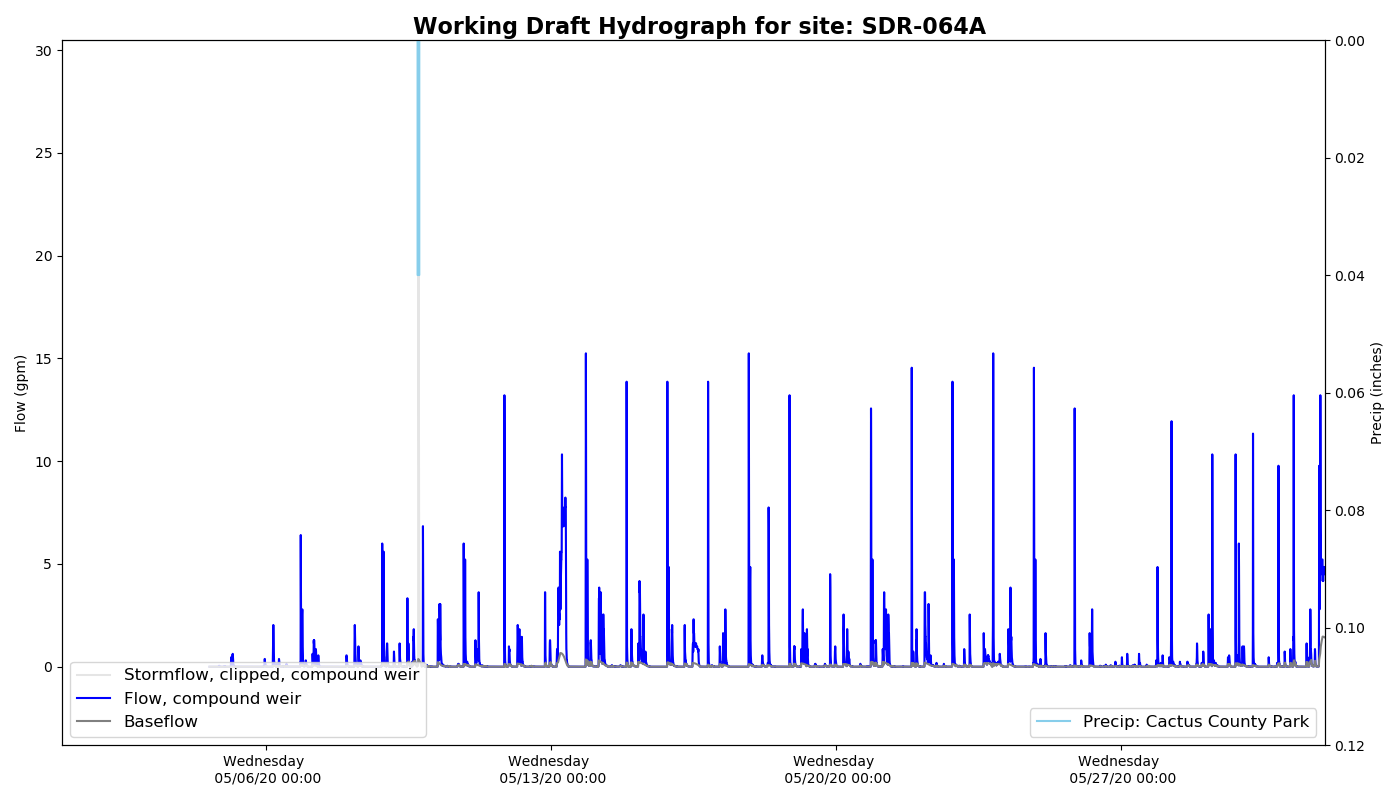 Working Draft Hydrograph for site: SDR-064A
30
25
20
15
10
5
0
Flow (gpm)
0.00
0.02
0.04
0.06
0.08
0.10
0.12
Precip (inches)
Stormflow, clipped, compound weir
Flow, compound weir
Baseflow
Precip: Cactus County Park
Wednesday
05/06/20 00:00
Wednesday
05/13/20 00:00
Wednesday
05/20/20 00:00
Wednesday
05/27/20 00:00